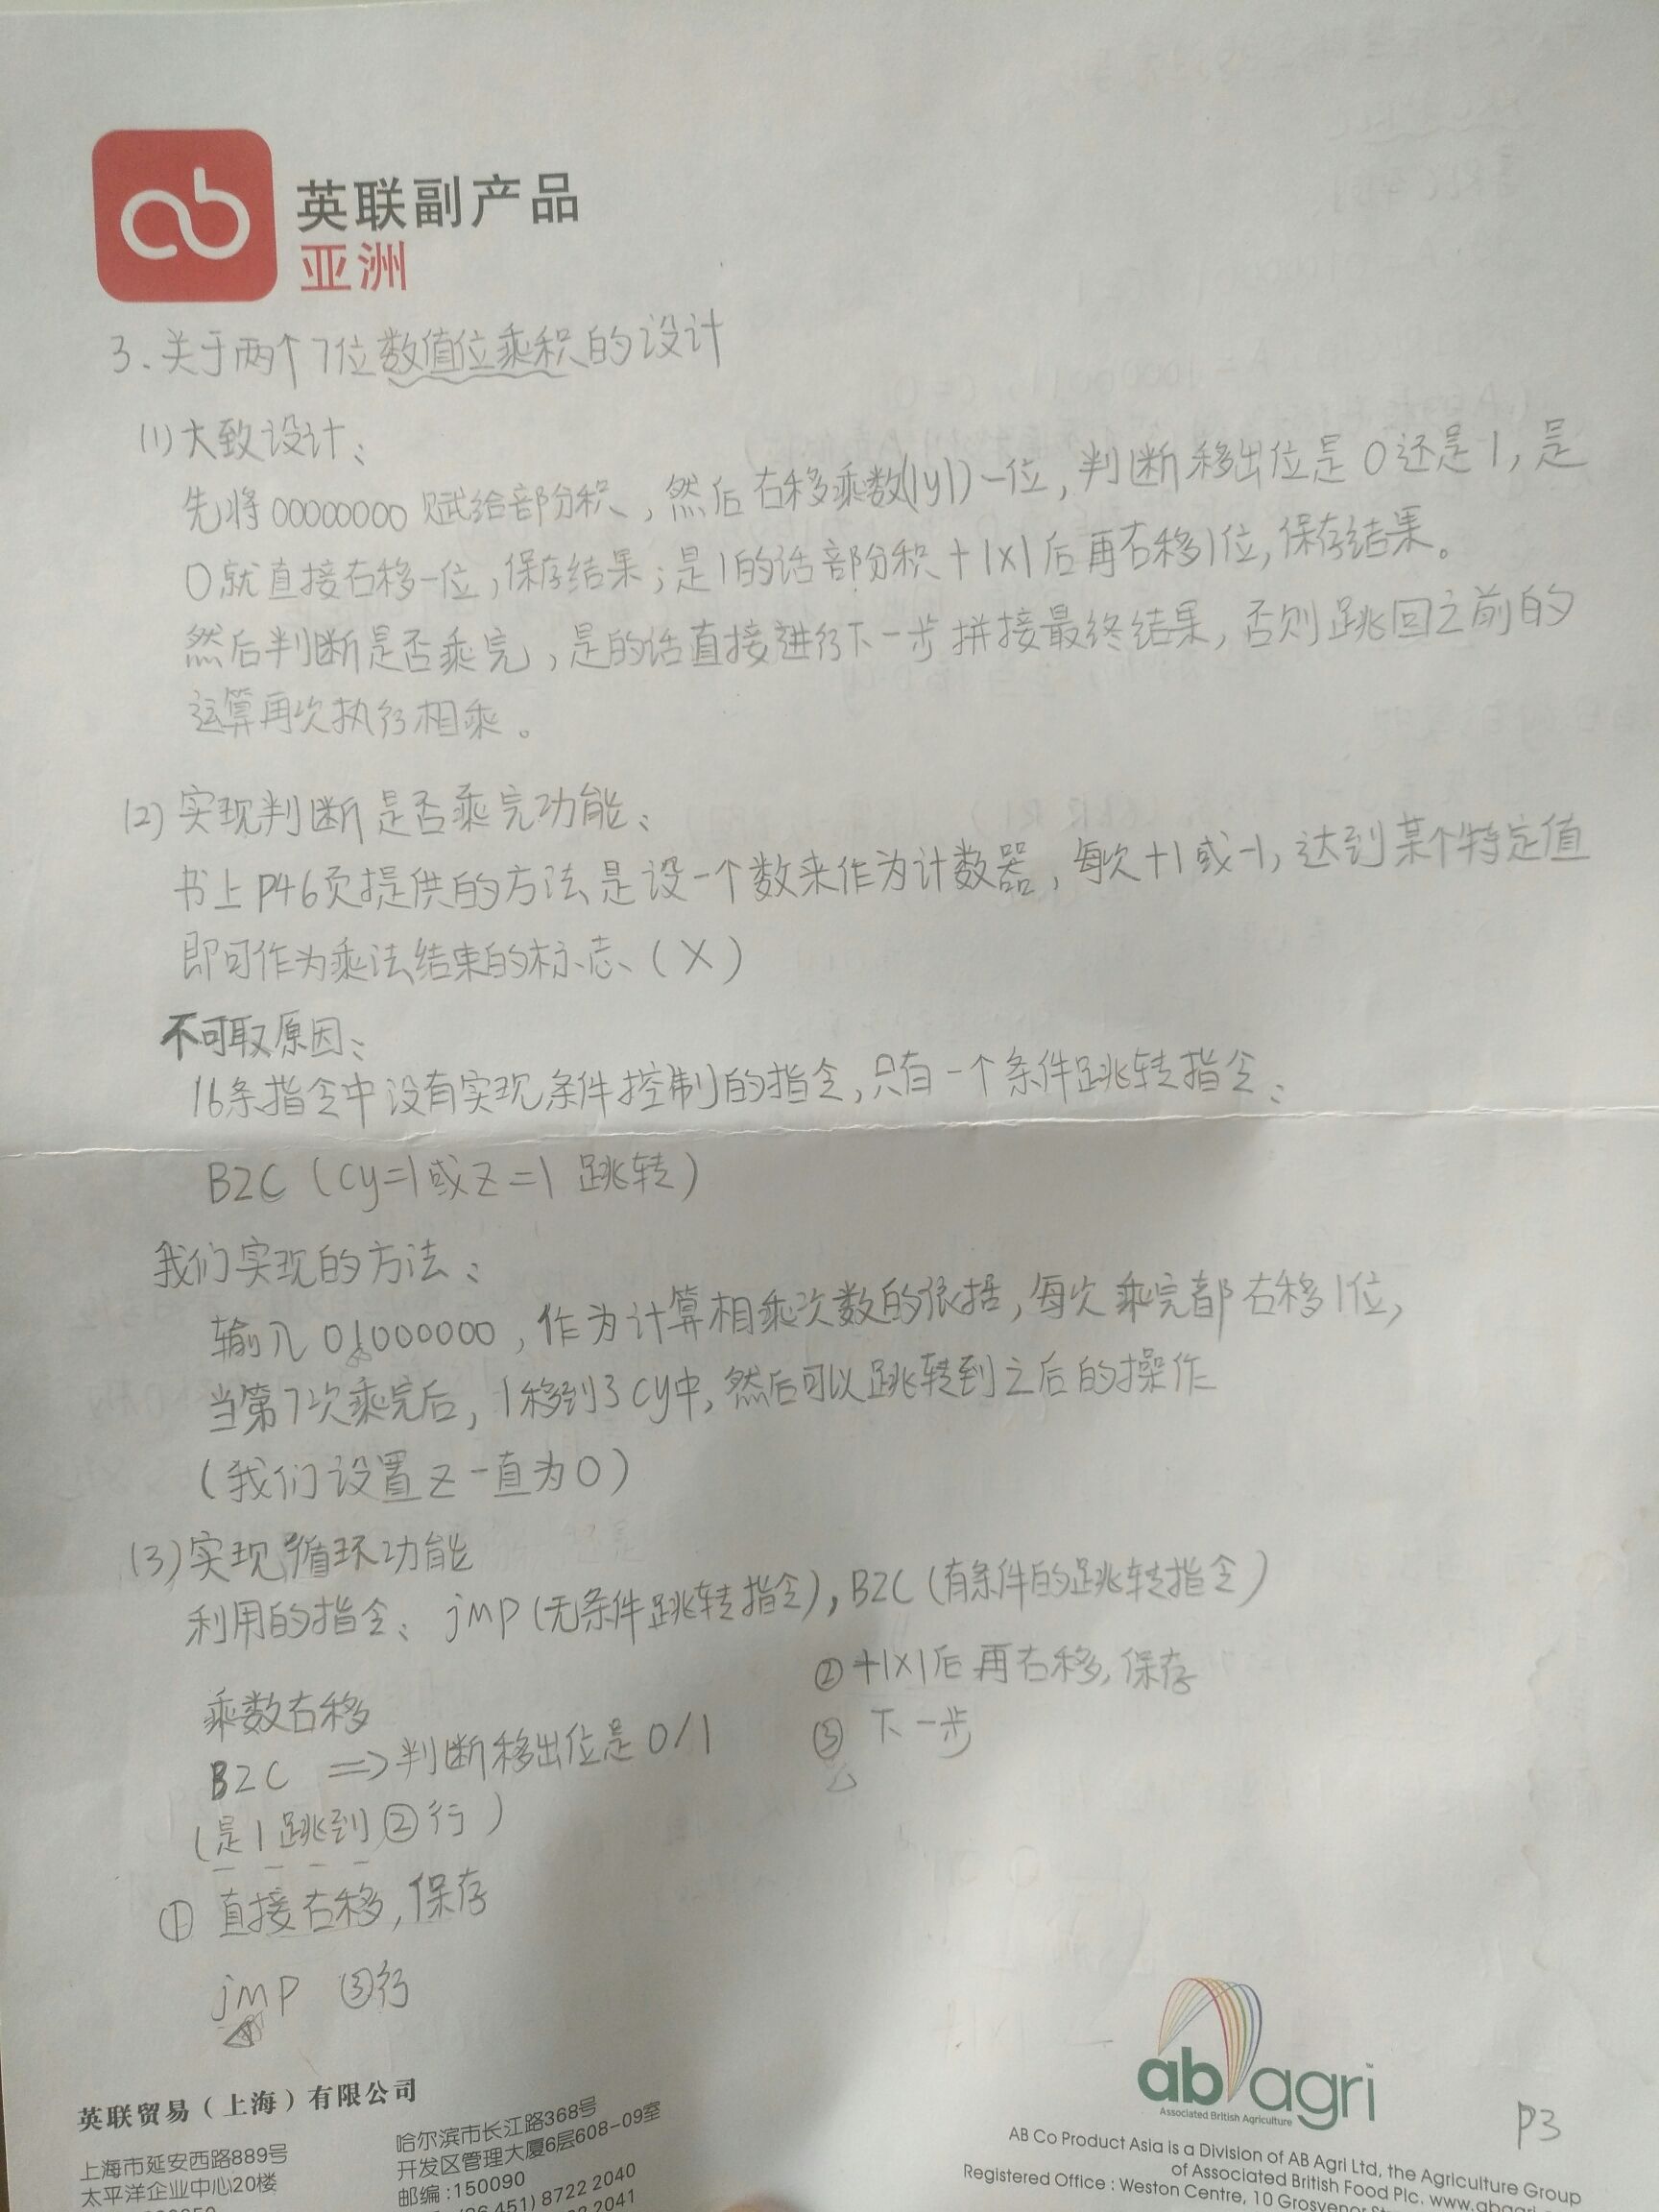 英联副产品
亚洲
3.关于两个7位数值位乘积的设计
(1)大致设计:
先将00000000赋给部分积,然后右移乘数(|y|)一位,判断移出位是0还是1,是
0就直接右移一位,保存结果;是1的话部分积+|x|后再右移1位,保存结果。
然后判断是否乘完,是的话直接进行下一步拼接最终结果,否则跳回之前的
运算再次执行相乘。
(2)实现判断是否乘完功能:
书上P46页提供的方法是设一个数来作为计数器,每次+1或-1,达到某个特定值
即可作为乘法结束的标志(X)
不可取原因:
16条指令中没有实现条件控制的指令,只有一个条件跳转指令:
BZC(Cy=1或Z=1 跳转)
我们实现的方法:
输入01000000,作为计算相乘次数的依据,每次乘完都右移1位,
当第7次乘完后,1移到了Cy中,然后可以跳转到之后的操作
(我们设置Z一直为0)
(3)实现循环功能
利用的指令:jmp(无条件跳转指令),BZC(有条件的跳转指令)
乘数右移
BZC ⇒判断移出位是0/1
(是1跳到②行)
①直接右移,保存
jmp ③行
②+|x|后再右移,保存
③下一步
英联贸易(上海)有限公司
上海市延安西路889号
太平洋企业中心20楼
哈尔滨市长江路368号
开发区管理大厦6层608-09室
邮编:150090
451) 8722 2040
2041
ab agri™
Associated British Agriculture
AB Co Product Asia is a Division of AB Agri Ltd, the Agriculture Group
of Associated British Food Plc.
Registered Office : Weston Centre, 10
P3